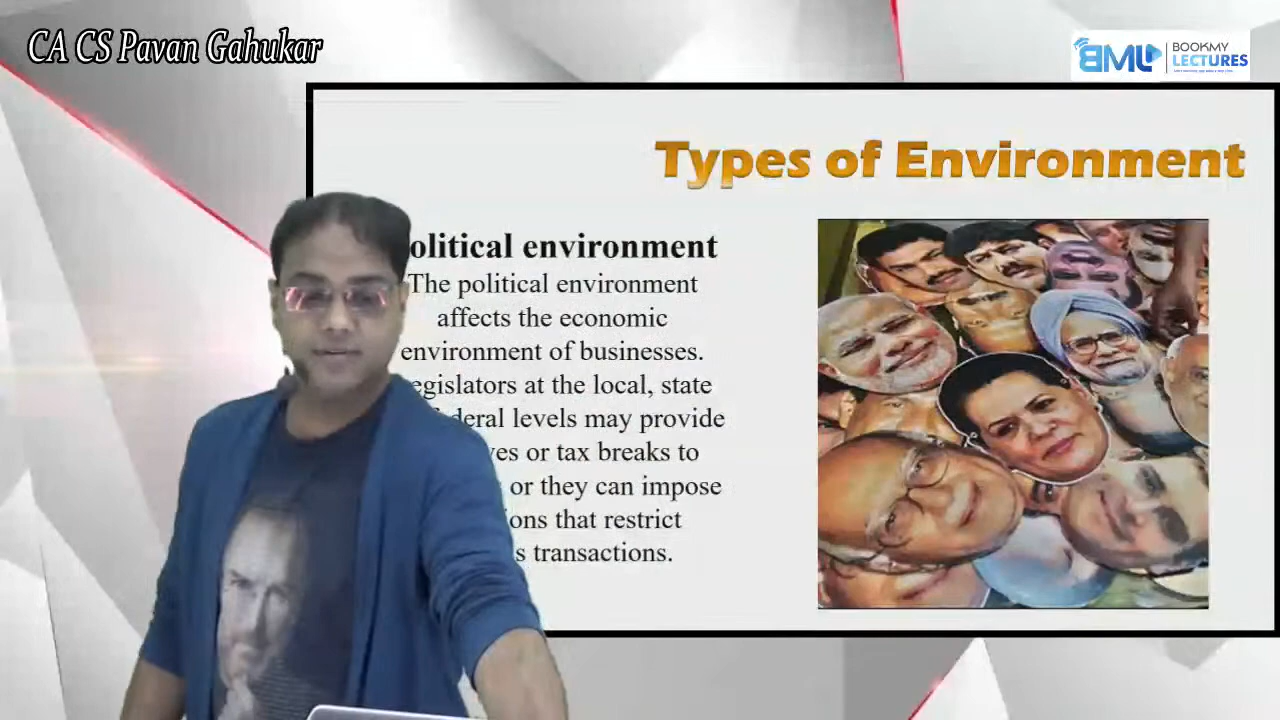 CA CS Pavan Gahukar
BML
BOOKMY
LECTURES
Types of Environment
olitical environment
The political environment
affects the economic
environment of businesses.
egislators at the local, state
deral levels may provide
ves or tax breaks to
or they can impose
ions that restrict
s transactions.